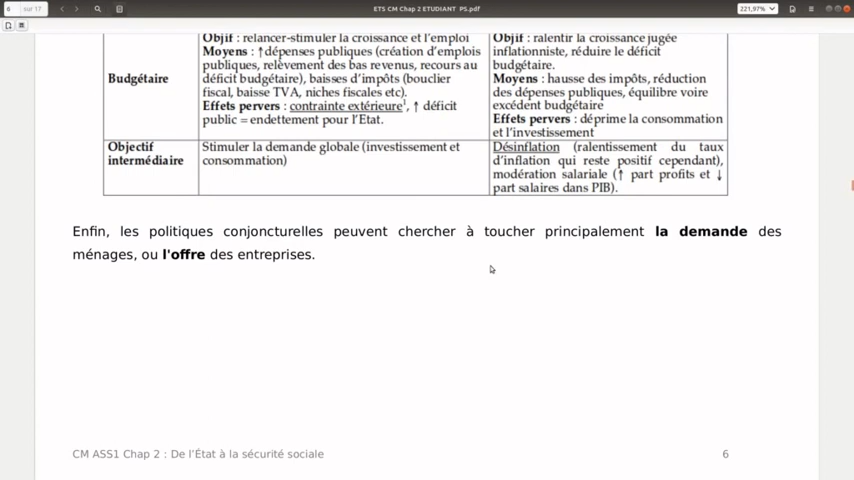 6 sur 17
ETS CM Chap 2 ETUDIANT PS.pdf
221,97%
Budgétaire
Objif : relancer-stimuler la croissance et l'emploi
Moyens : ↑dépenses publiques (création d'emplois
publiques, relèvement des bas revenus, recours au
déficit budgétaire), baisses d'impôts (bouclier
fiscal, baisse TVA, niches fiscales etc).
Effets pervers : contrainte extérieure¹, ↑ déficit
public = endettement pour l'Etat.
Objif : ralentir la croissance jugée
inflationniste, réduire le déficit
budgétaire.
Moyens : hausse des impôts, réduction
des dépenses publiques, équilibre voire
excédent budgétaire
Effets pervers : déprime la consommation
et l'investissement
Objectif
intermédiaire
Stimuler la demande globale (investissement et
consommation)
Désinflation (ralentissement du taux
d'inflation qui reste positif cependant),
modération salariale (↑ part profits et ↓
part salaires dans PIB).
Enfin, les politiques conjoncturelles peuvent chercher à toucher principalement la demande des
ménages, ou l'offre des entreprises.
CM ASS1 Chap 2 : De l'État à la sécurité sociale
6